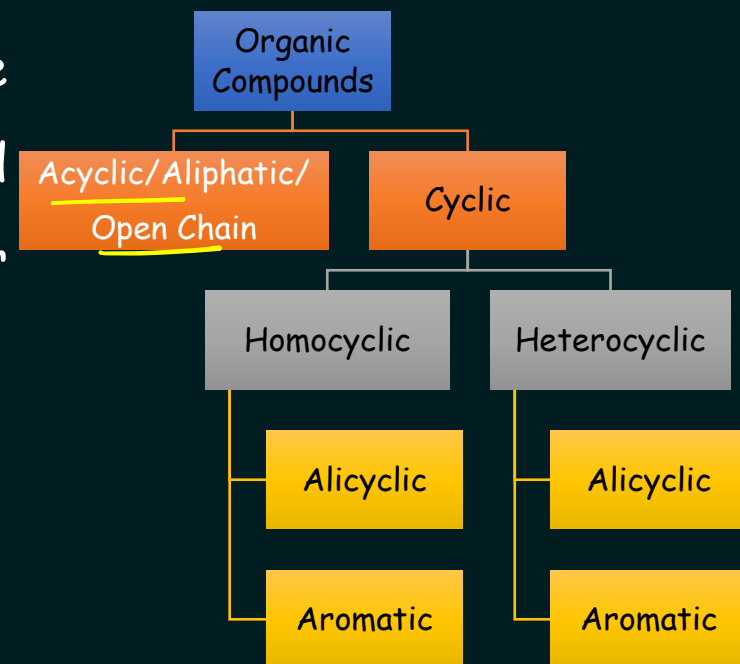 Organic
Compounds
Acyclic/Aliphatic/
Open Chain
Cyclic
Homocyclic
Heterocyclic
Alicyclic
Alicyclic
Aromatic
Aromatic